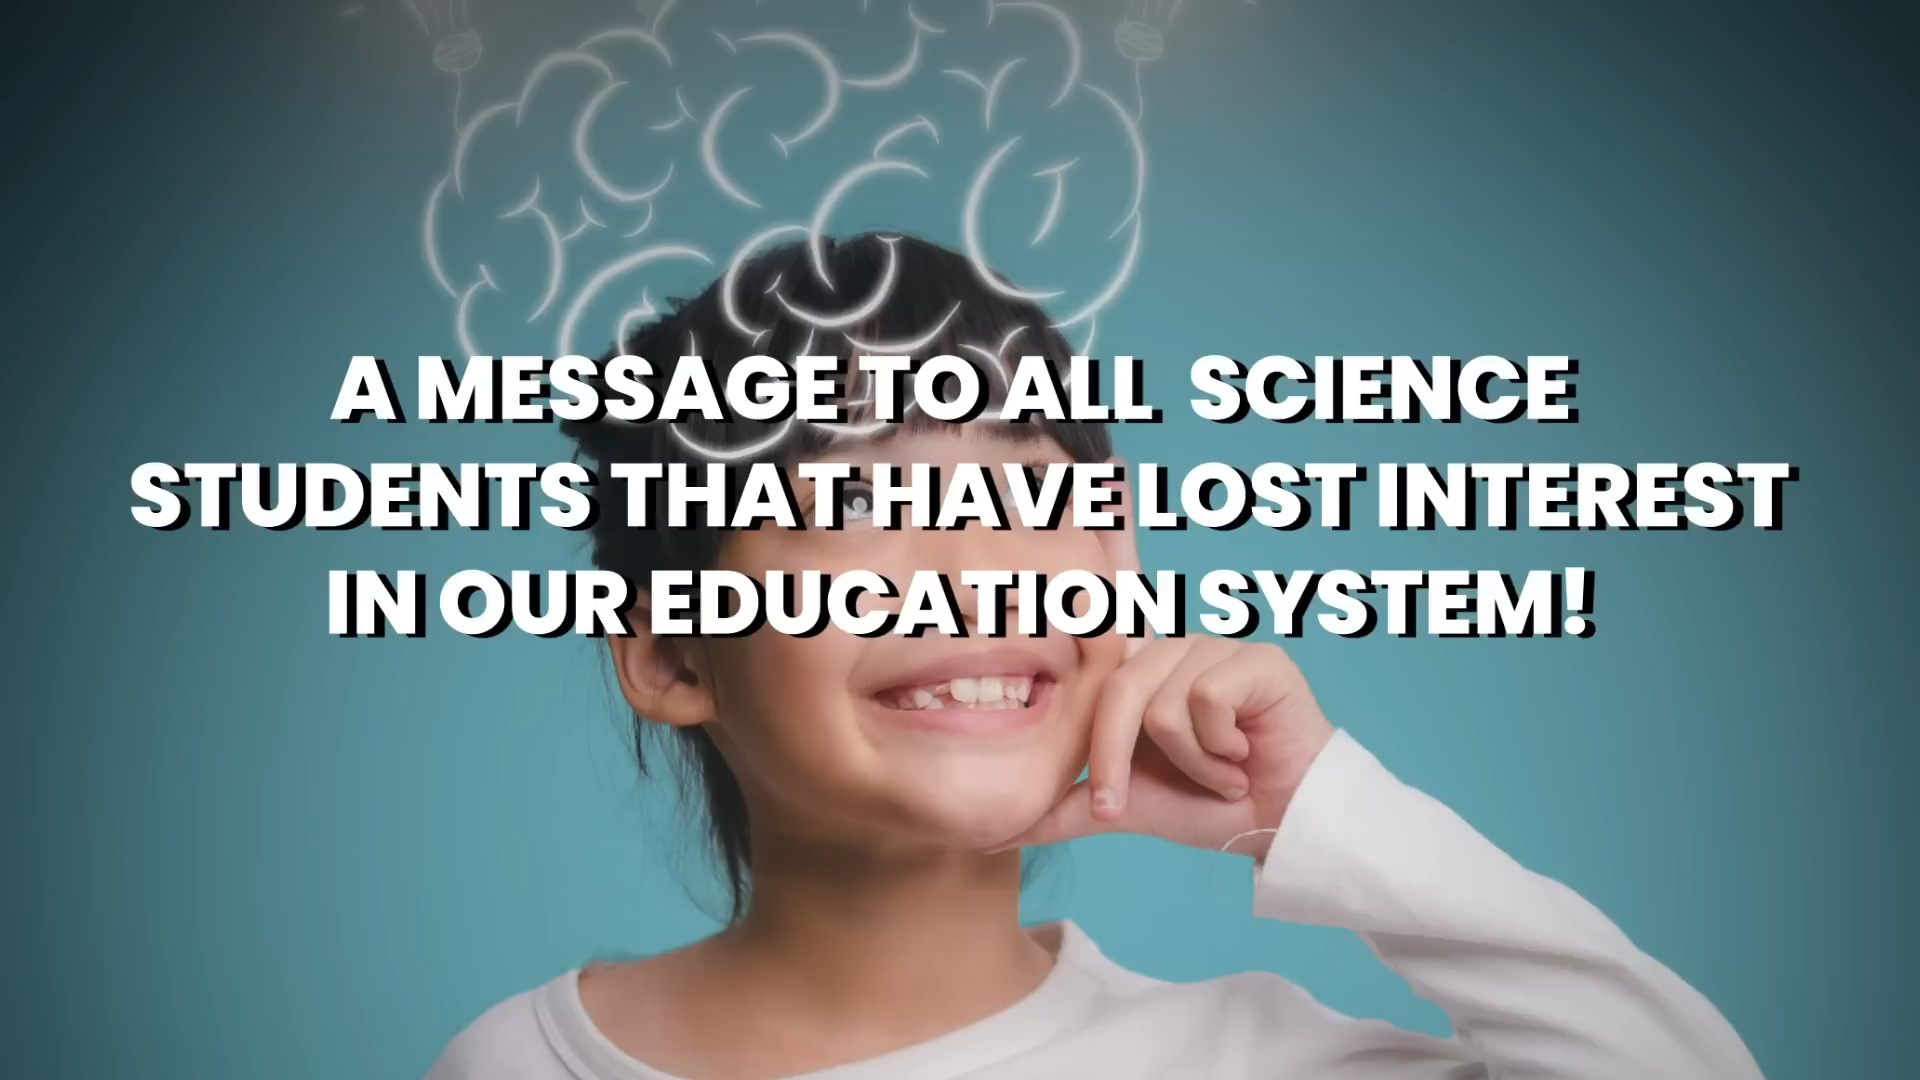 A MESSAGE TO ALL SCIENCE
STUDENTS THAT HAVE LOST INTEREST
IN OUR EDUCATION SYSTEM!